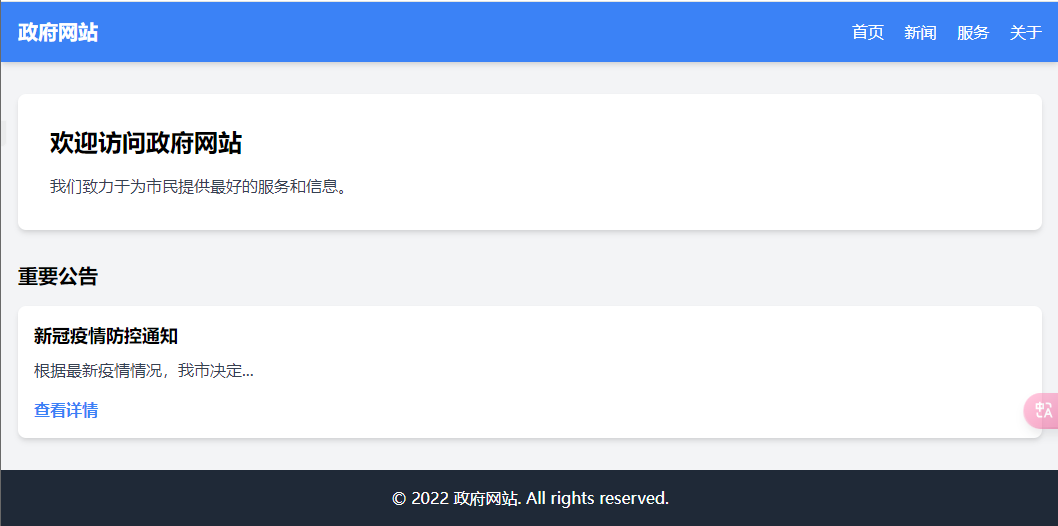 政府网站
首页 新闻 服务 关于
欢迎访问政府网站
我们致力于为市民提供最好的服务和信息。
重要公告
新冠疫情防控通知
根据最新疫情情况，我市决定...
查看详情
中 A
© 2022 政府网站. All rights reserved.